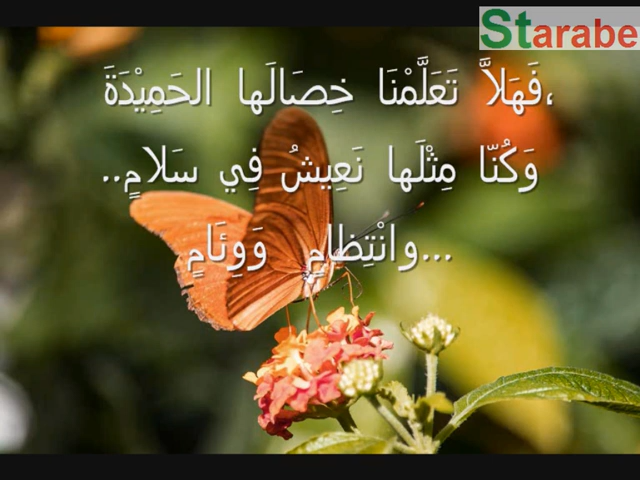 Starabe
،فَهَلاَّ تَعَلَّمْنَا خِصَالَها الحَمِيْدَةَ
وَكُنّا مِثْلَها نَعِيشُ فِي سَلامٍ..
...وانْتِظامٍ وَوِئَامٍ